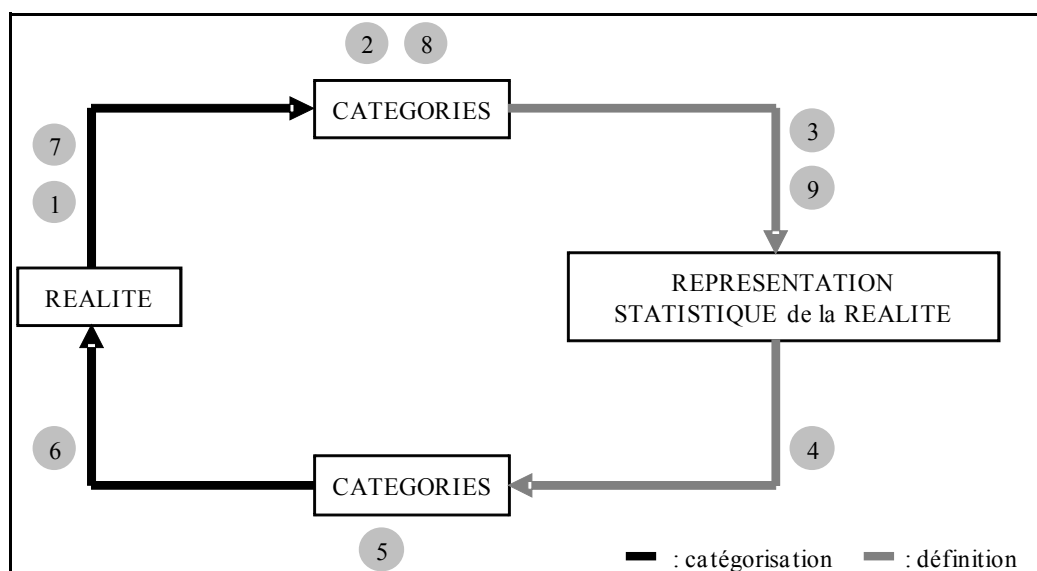 2 8
CATEGORIES
7
3
1
9
REALITE
REPRESENTATION
STATISTIQUE de la REALITE
6
4
CATEGORIES
5
: catégorisation
: définition